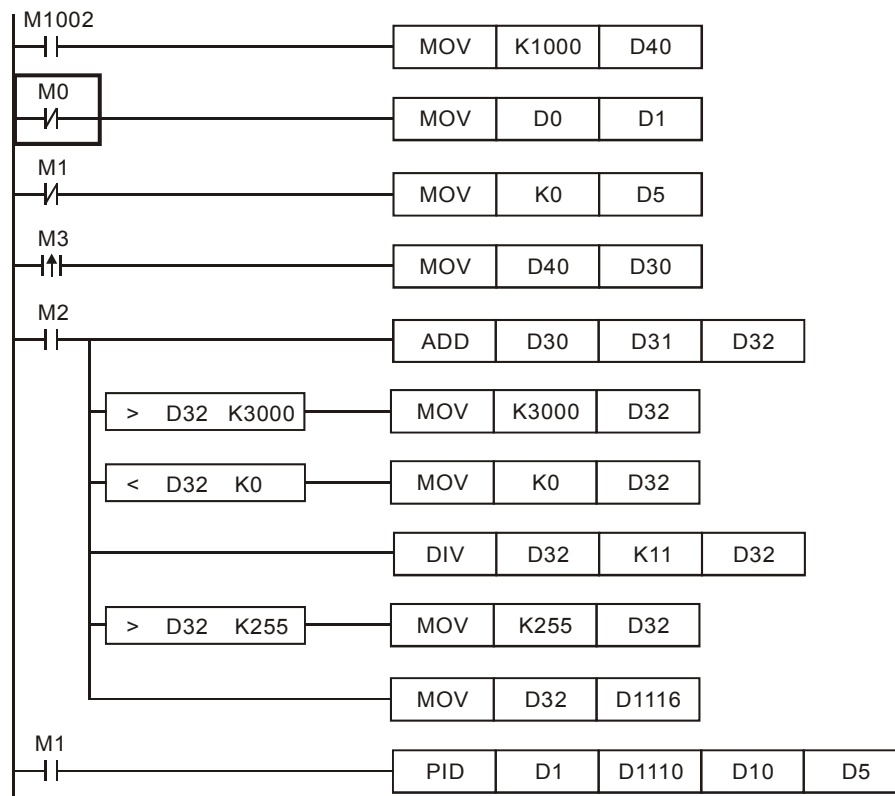 M1002
MOV K1000 D40
M0
MOV D0 D1
M1
MOV K0 D5
M3
MOV D40 D30
M2
ADD D30 D31 D32
> D32 K3000 MOV K3000 D32
< D32 K0 MOV K0 D32
DIV D32 K11 D32
> D32 K255 MOV K255 D32
MOV D32 D1116
M1
PID D1 D1110 D10 D5